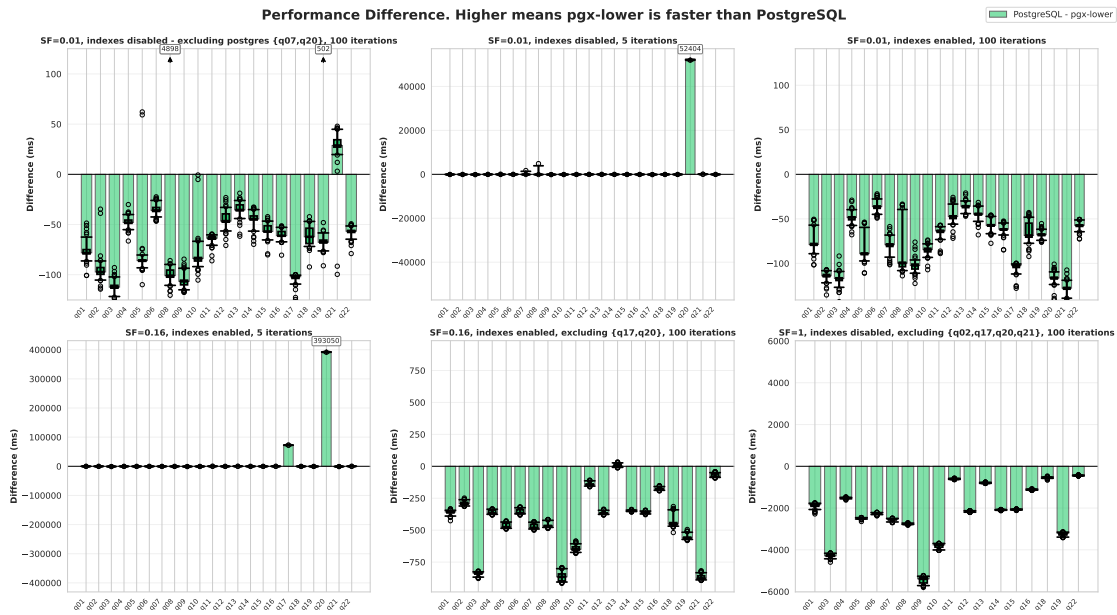 Performance Difference. Higher means pgx-lower is faster than PostgreSQL
PostgreSQL - pgx-lower
SF=0.01, indexes disabled - excluding postgres {q07,q20}, 100 iterations
4898
502
Difference (ms)
100
50
0
−50
−100
q01 q02 q03 q04 q05 q06 q08 q09 q10 q11 q12 q13 q14 q15 q16 q17 q18 q19 q21 q22
SF=0.01, indexes disabled, 5 iterations
52404
Difference (ms)
40000
20000
0
−20000
−40000
q01 q02 q03 q04 q05 q06 q07 q08 q09 q10 q11 q12 q13 q14 q15 q16 q17 q18 q19 q20 q21 q22
SF=0.01, indexes enabled, 100 iterations
Difference (ms)
100
50
0
−50
−100
q01 q02 q03 q04 q05 q06 q07 q08 q09 q10 q11 q12 q13 q14 q15 q16 q17 q18 q19 q20 q21 q22
SF=0.16, indexes enabled, 5 iterations
393050
Difference (ms)
400000
300000
200000
100000
0
−100000
−200000
−300000
−400000
q01 q02 q03 q04 q05 q06 q07 q08 q09 q10 q11 q12 q13 q14 q15 q16 q17 q18 q19 q20 q21 q22
SF=0.16, indexes enabled, excluding {q17,q20}, 100 iterations
Difference (ms)
750
500
250
0
−250
−500
−750
q01 q02 q03 q04 q05 q06 q07 q08 q09 q10 q11 q12 q13 q14 q15 q16 q18 q19 q21 q22
SF=1, indexes disabled, excluding {q02,q17,q20,q21}, 100 iterations
Difference (ms)
6000
4000
2000
0
−2000
−4000
−6000
q01 q03 q04 q05 q06 q07 q08 q09 q10 q11 q12 q13 q14 q15 q16 q18 q19 q22